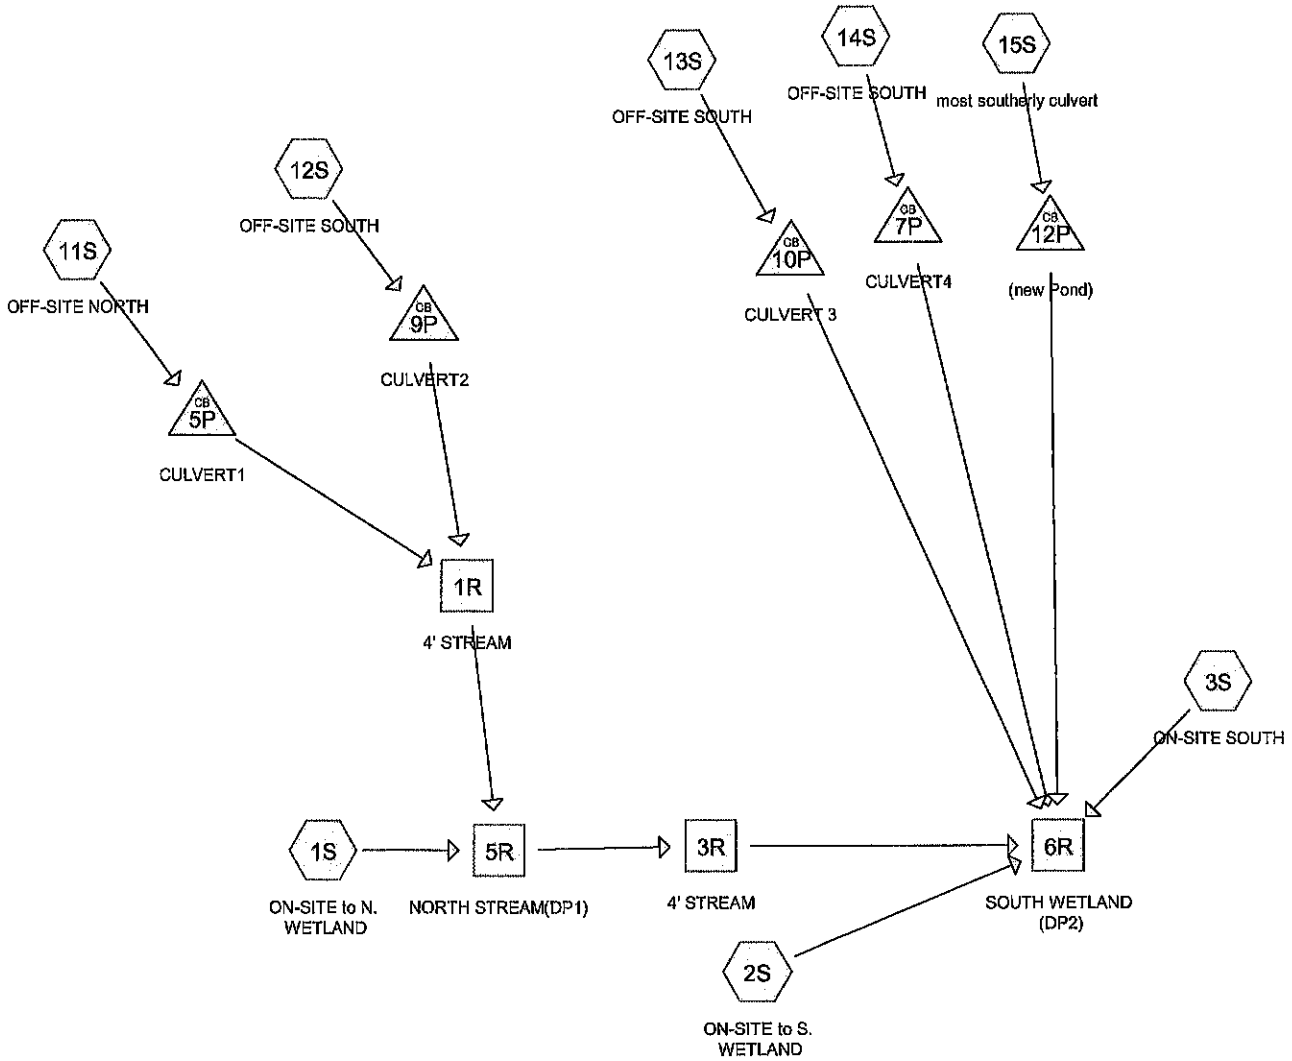 14S
OFF-SITE SOUTH
15S
most southerly culvert
13S
OFF-SITE SOUTH
12S
OFF-SITE SOUTH
11S
OFF-SITE NORTH
CB
7P
CULVERT4
CB
12P
(new Pond)
CB
10P
CULVERT 3
CB
9P
CULVERT2
CB
5P
CULVERT1
1R
4' STREAM
3S
ON-SITE SOUTH
1S
ON-SITE to N.
WETLAND
5R
NORTH STREAM(DP1)
3R
4' STREAM
6R
SOUTH WETLAND
(DP2)
2S
ON-SITE to S.
WETLAND